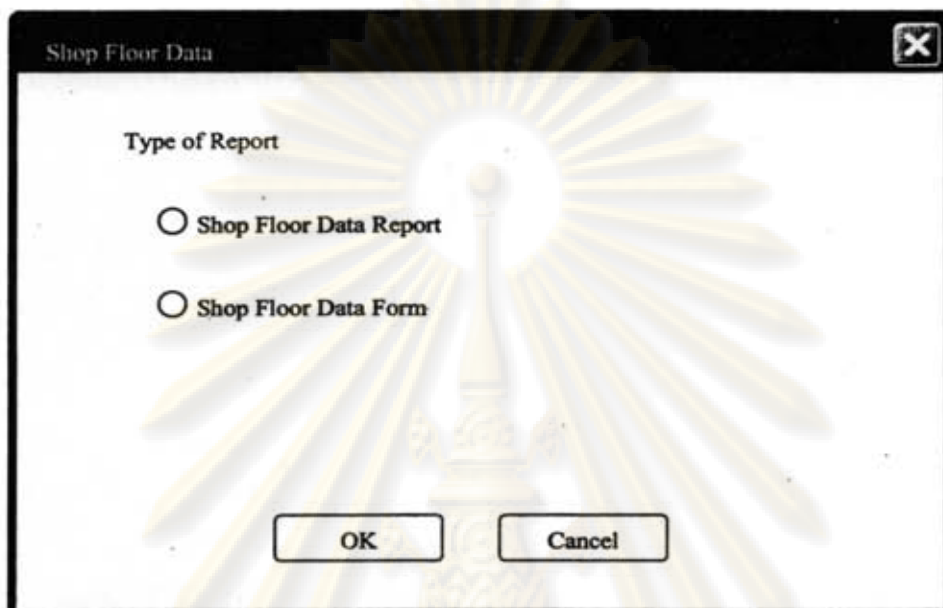 Shop Floor Data
Type of Report
Shop Floor Data Report
Shop Floor Data Form
OK
Cancel